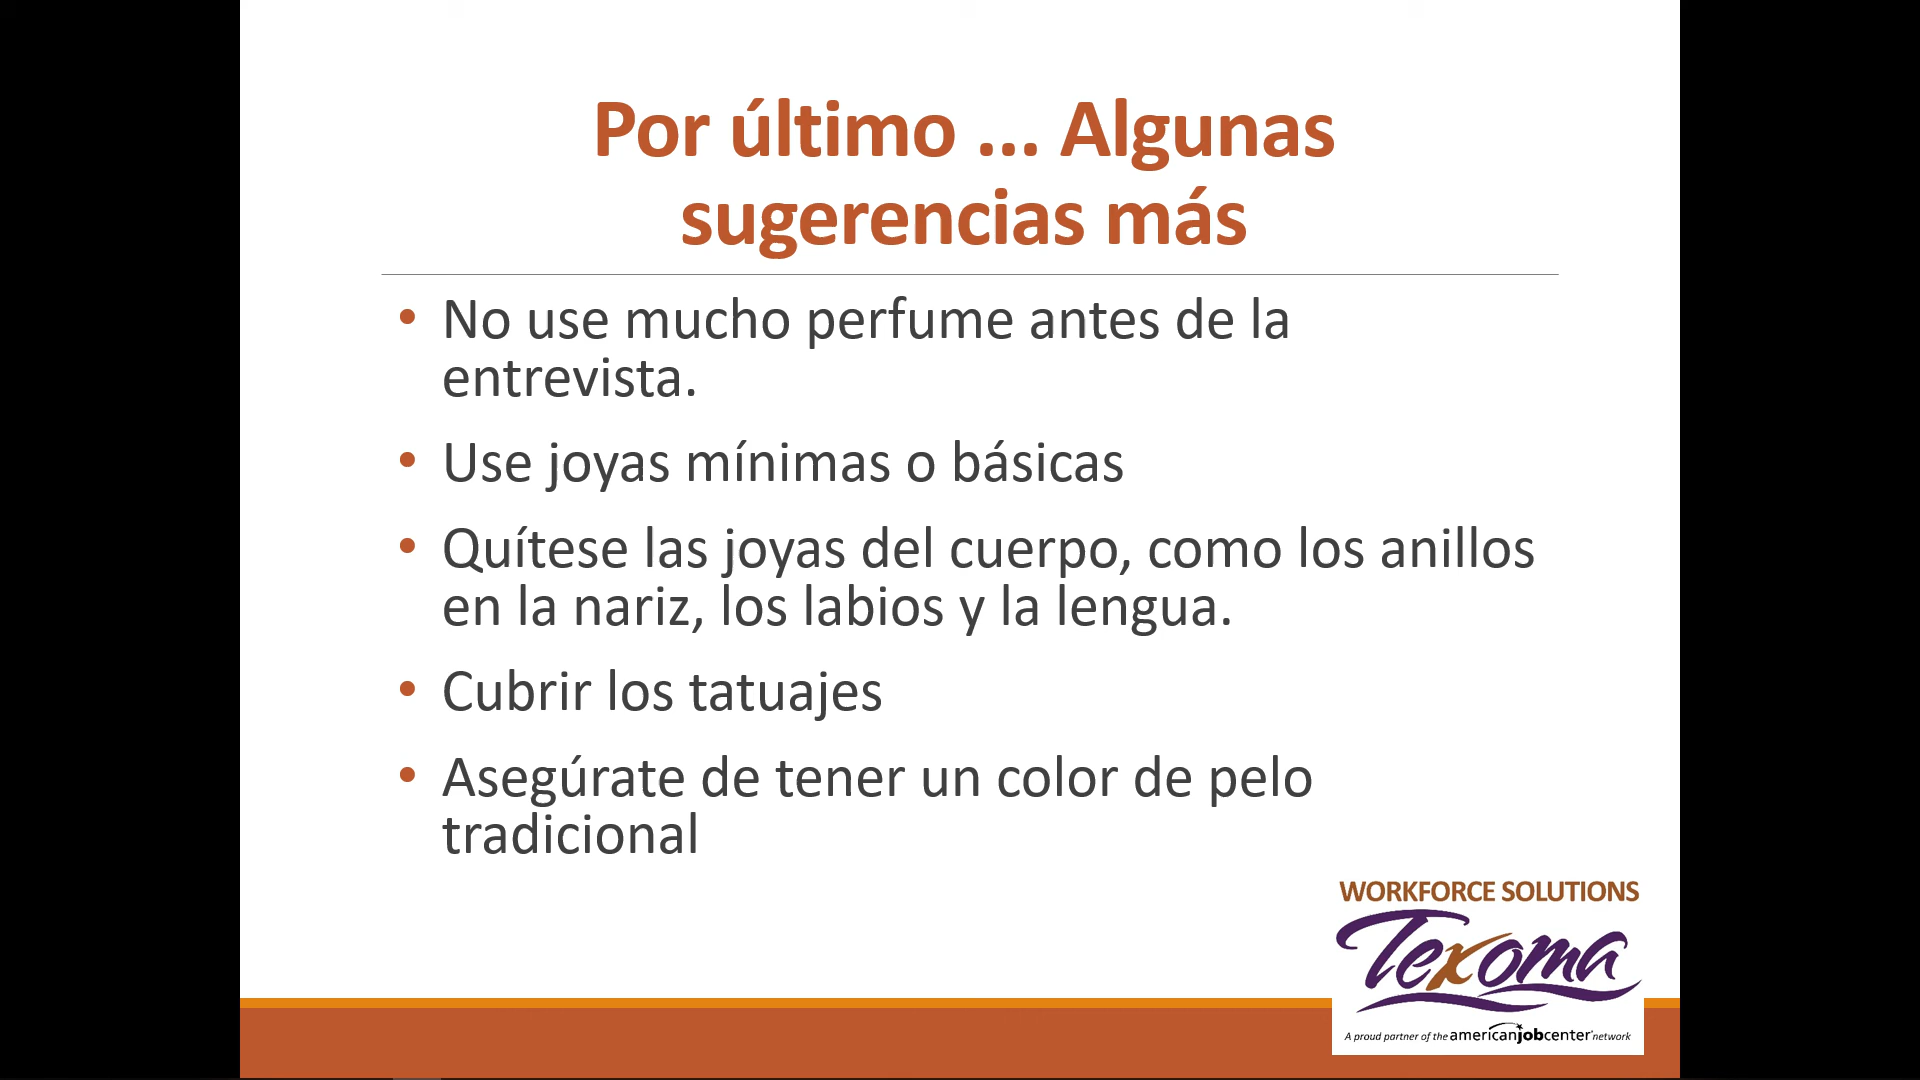 Por último ... Algunas
sugerencias más
• No use mucho perfume antes de la
entrevista.
• Use joyas mínimas o básicas
• Quítese las joyas del cuerpo, como los anillos
en la nariz, los labios y la lengua.
• Cubrir los tatuajes
• Asegúrate de tener un color de pelo
tradicional
WORKFORCE SOLUTIONS
Texoma
A proud partner of the americanjobcenter network